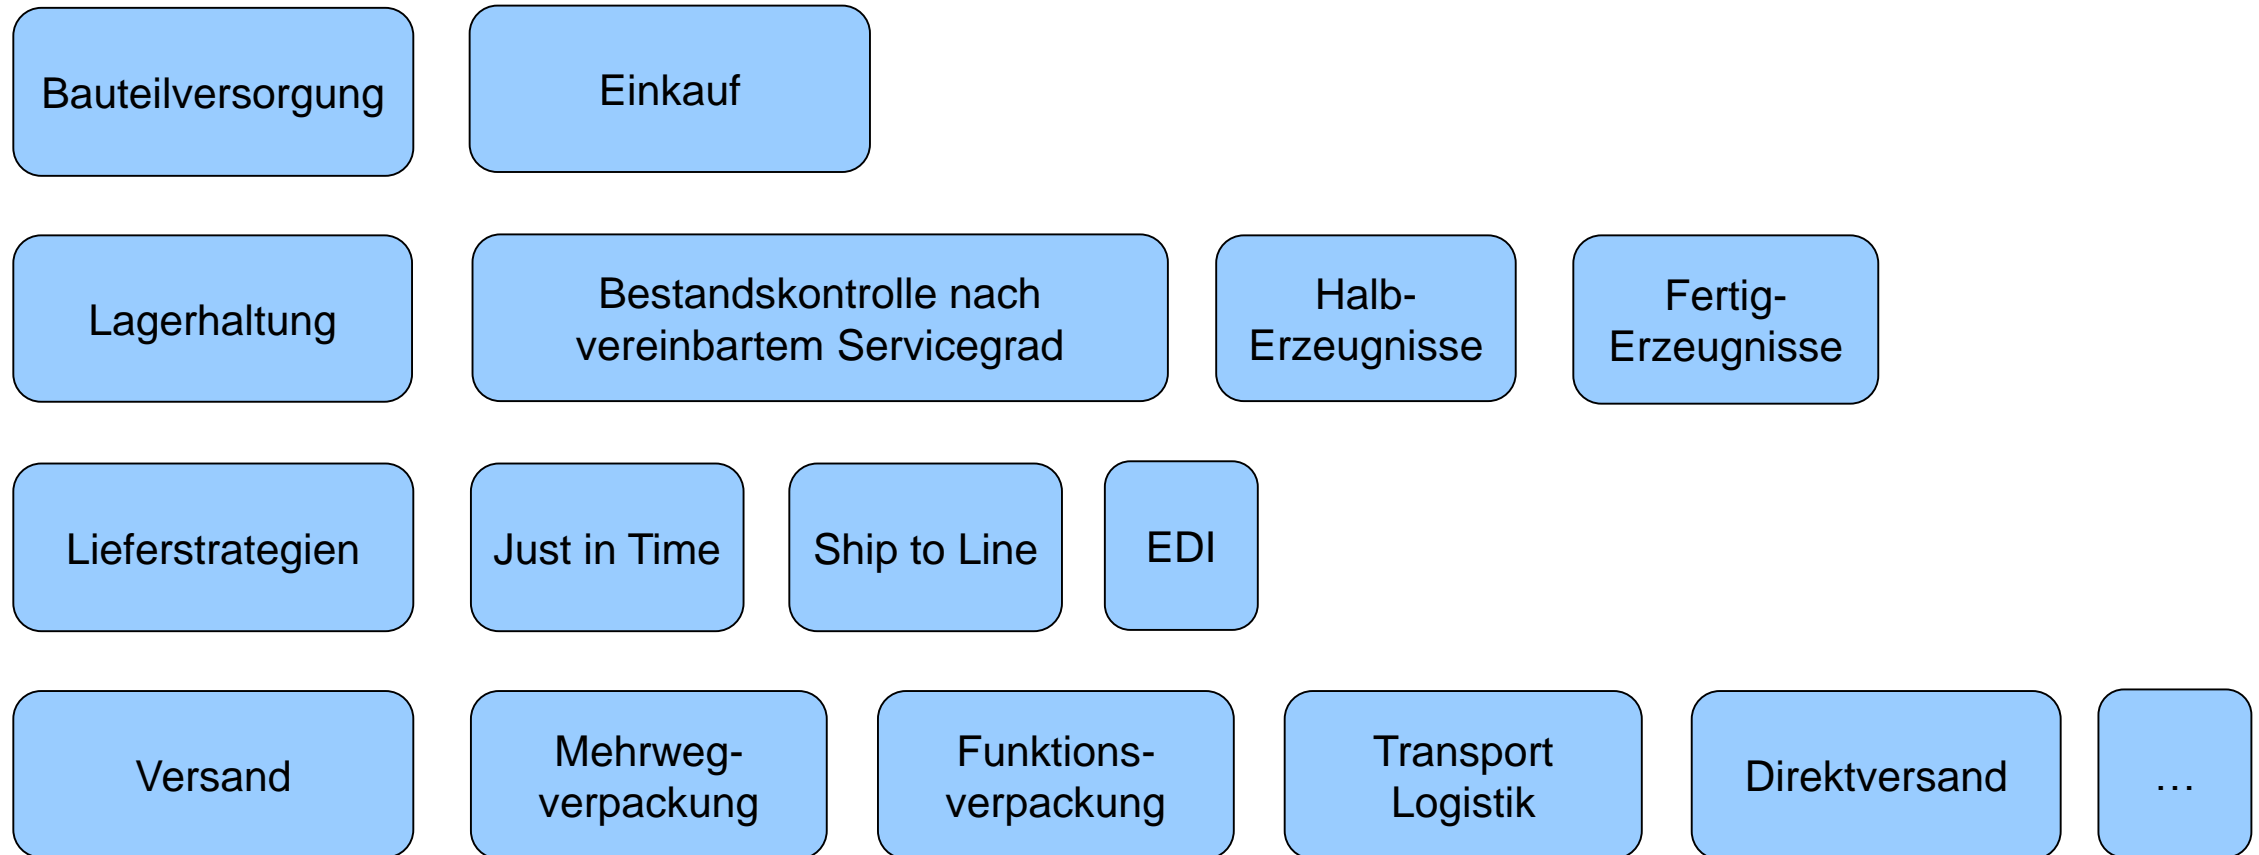 Bauteilversorgung
Einkauf
Lagerhaltung
Bestandskontrolle nach
vereinbartem Servicegrad
Halb-
Erzeugnisse
Fertig-
Erzeugnisse
Lieferstrategien
Just in Time
Ship to Line
EDI
Versand
Mehrweg-
verpackung
Funktions-
verpackung
Transport
Logistik
Direktversand
…